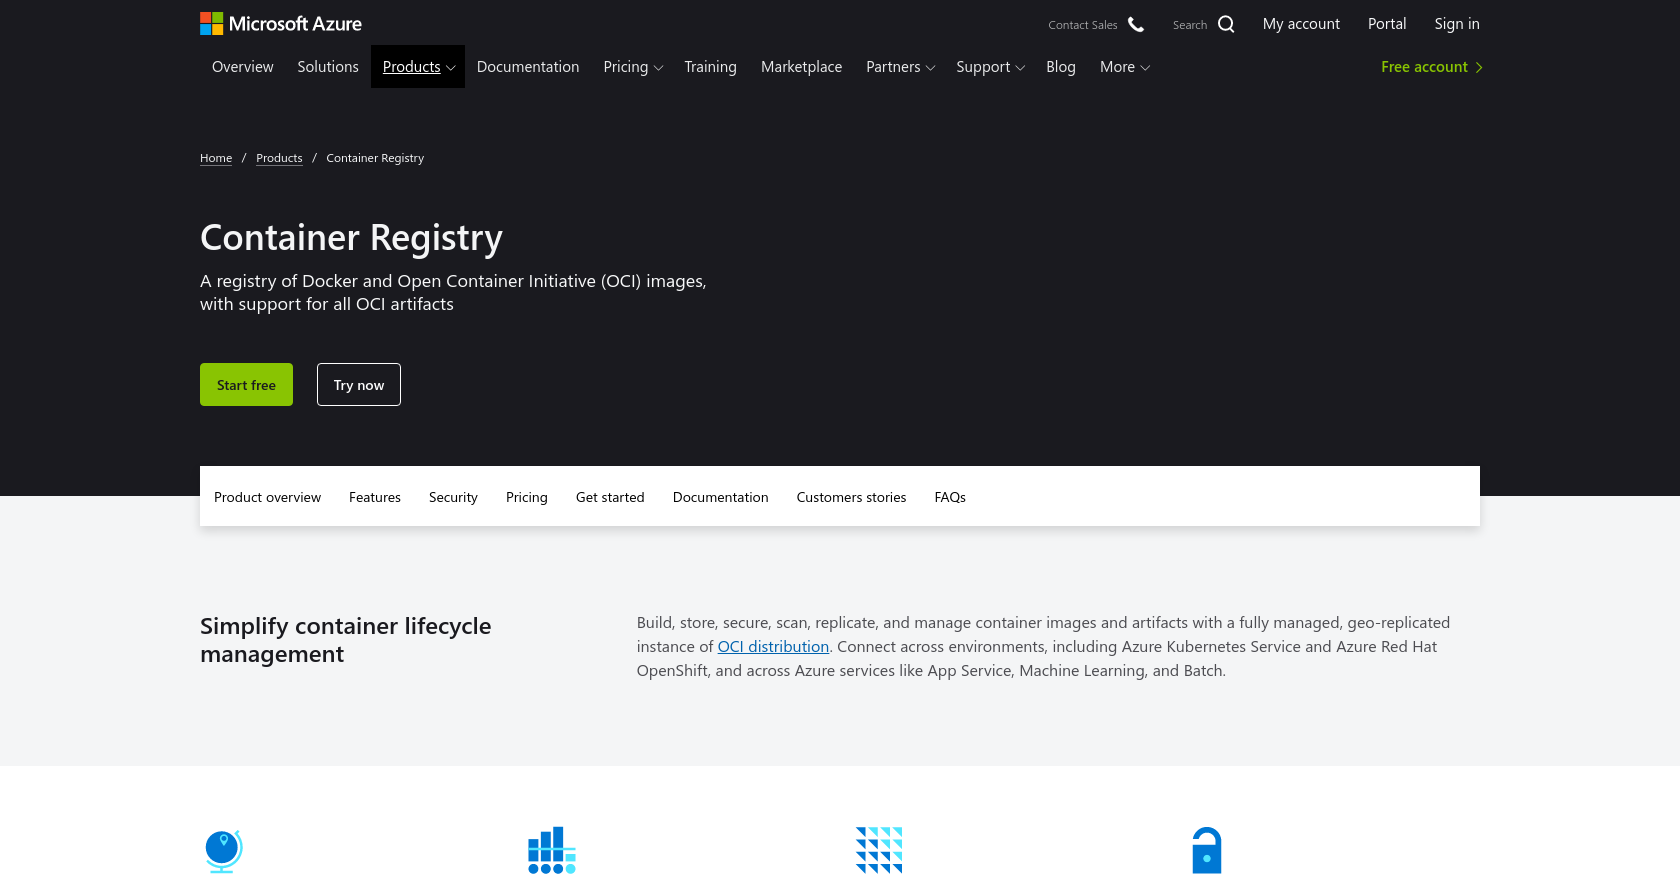 Microsoft Azure
Contact Sales
Search
My account
Portal
Sign in
Overview
Solutions
Products
Documentation
Pricing
Training
Marketplace
Partners
Support
Blog
More
Free account
Home / Products / Container Registry
Container Registry
A registry of Docker and Open Container Initiative (OCI) images,
with support for all OCI artifacts
Start free
Try now
Product overview
Features
Security
Pricing
Get started
Documentation
Customers stories
FAQs
Simplify container lifecycle
management
Build, store, secure, scan, replicate, and manage container images and artifacts with a fully managed, geo-replicated
instance of OCI distribution. Connect across environments, including Azure Kubernetes Service and Azure Red Hat
OpenShift, and across Azure services like App Service, Machine Learning, and Batch.